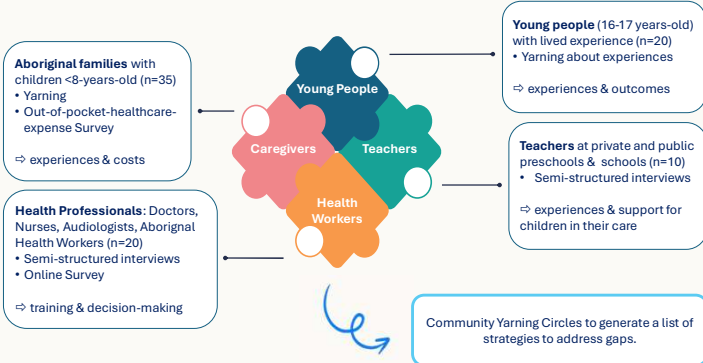 Aboriginal families with
children <8-years-old (n=35)
• Yarning
• Out-of-pocket-healthcare-
expense Survey
⇨ experiences & costs
Health Professionals: Doctors,
Nurses, Audiologists, Aborignal
Health Workers (n=20)
• Semi-structured interviews
• Online Survey
⇨ training & decision-making
Young People
Caregivers
Teachers
Health
Workers
Young people (16-17 years-old)
with lived experience (n=20)
• Yarning about experiences
⇨ experiences & outcomes
Teachers at private and public
preschools & schools (n=10)
• Semi-structured interviews
⇨ experiences & support for
children in their care
Community Yarning Circles to generate a list of
strategies to address gaps.